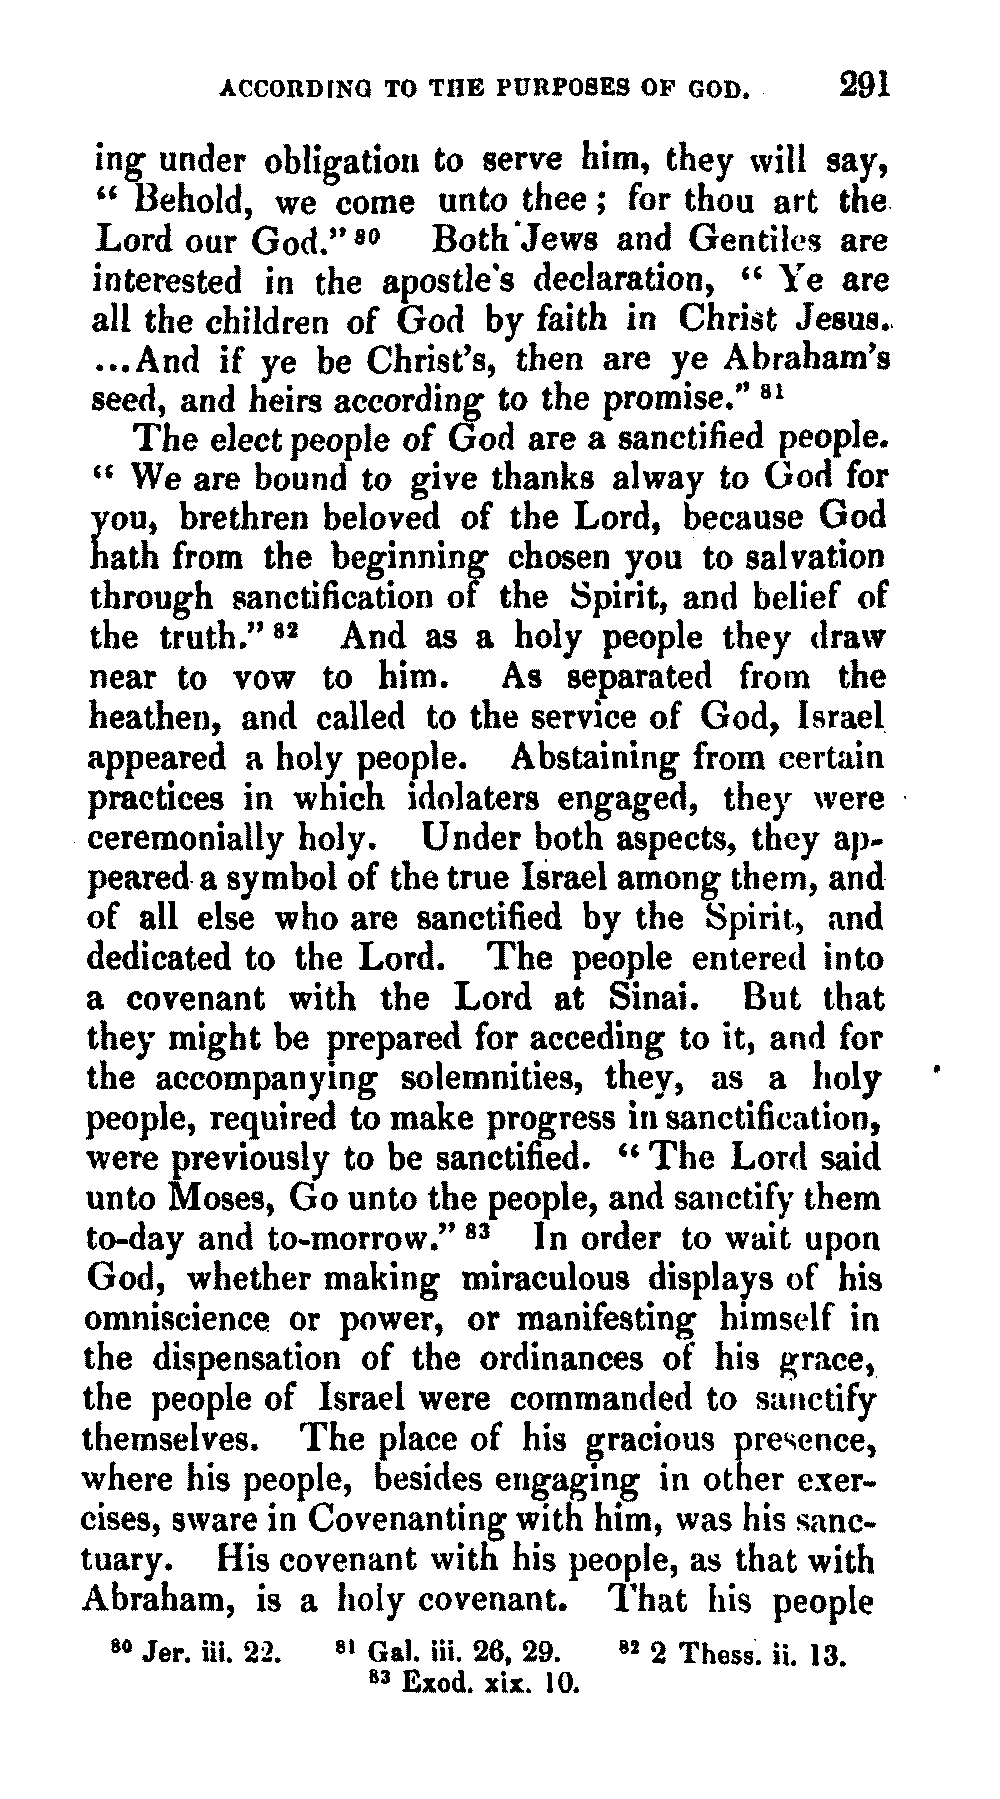 ACCORDING TO THE PURPOSES OF GOD. 291
ing under obligation to serve him, they will say,
“ Behold, we come unto thee ; for thou art the
Lord our God.” 80 Both Jews and Gentiles are
interested in the apostle's declaration, “ Ye are
all the children of God by faith in Christ Jesus.
...And if ye be Christ’s, then are ye Abraham’s
seed, and heirs according to the promise.” 81
The elect people of God are a sanctified people.
“ We are bound to give thanks alway to God for
you, brethren beloved of the Lord, because God
hath from the beginning chosen you to salvation
through sanctification of the Spirit, and belief of
the truth.” 82 And as a holy people they draw
near to vow to him. As separated from the
heathen, and called to the service of God, Israel
appeared a holy people. Abstaining from certain
practices in which idolaters engaged, they were
ceremonially holy. Under both aspects, they ap-
peared a symbol of the true Israel among them, and
of all else who are sanctified by the Spirit, and
dedicated to the Lord. The people entered into
a covenant with the Lord at Sinai. But that
they might be prepared for acceding to it, and for
the accompanying solemnities, they, as a holy
people, required to make progress in sanctification,
were previously to be sanctified. “ The Lord said
unto Moses, Go unto the people, and sanctify them
to-day and to-morrow.” 83 In order to wait upon
God, whether making miraculous displays of his
omniscience or power, or manifesting himself in
the dispensation of the ordinances of his grace,
the people of Israel were commanded to sanctify
themselves. The place of his gracious presence,
where his people, besides engaging in other exer-
cises, sware in Covenanting with him, was his sanc-
tuary. His covenant with his people, as that with
Abraham, is a holy covenant. That his people
80 Jer. iii. 22. 81 Gal. iii. 26, 29. 82 2 Thess. ii. 13.
83 Exod. xix. 10.